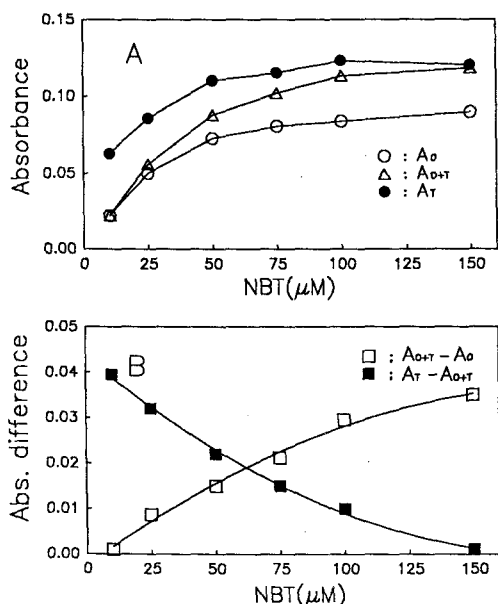 A
Absorbance
0.15
0.10
0.05
0.00
○ : A₀
△ : A₀₊T
● : AT
0 25 50 75 100 125 150
NBT(μM)
B
Abs. difference
0.05
0.04
0.03
0.02
0.01
0.00
□ ; A₀₊T − A₀
■ ; AT − A₀₊T
0 25 50 75 100 125 150
NBT(μM)